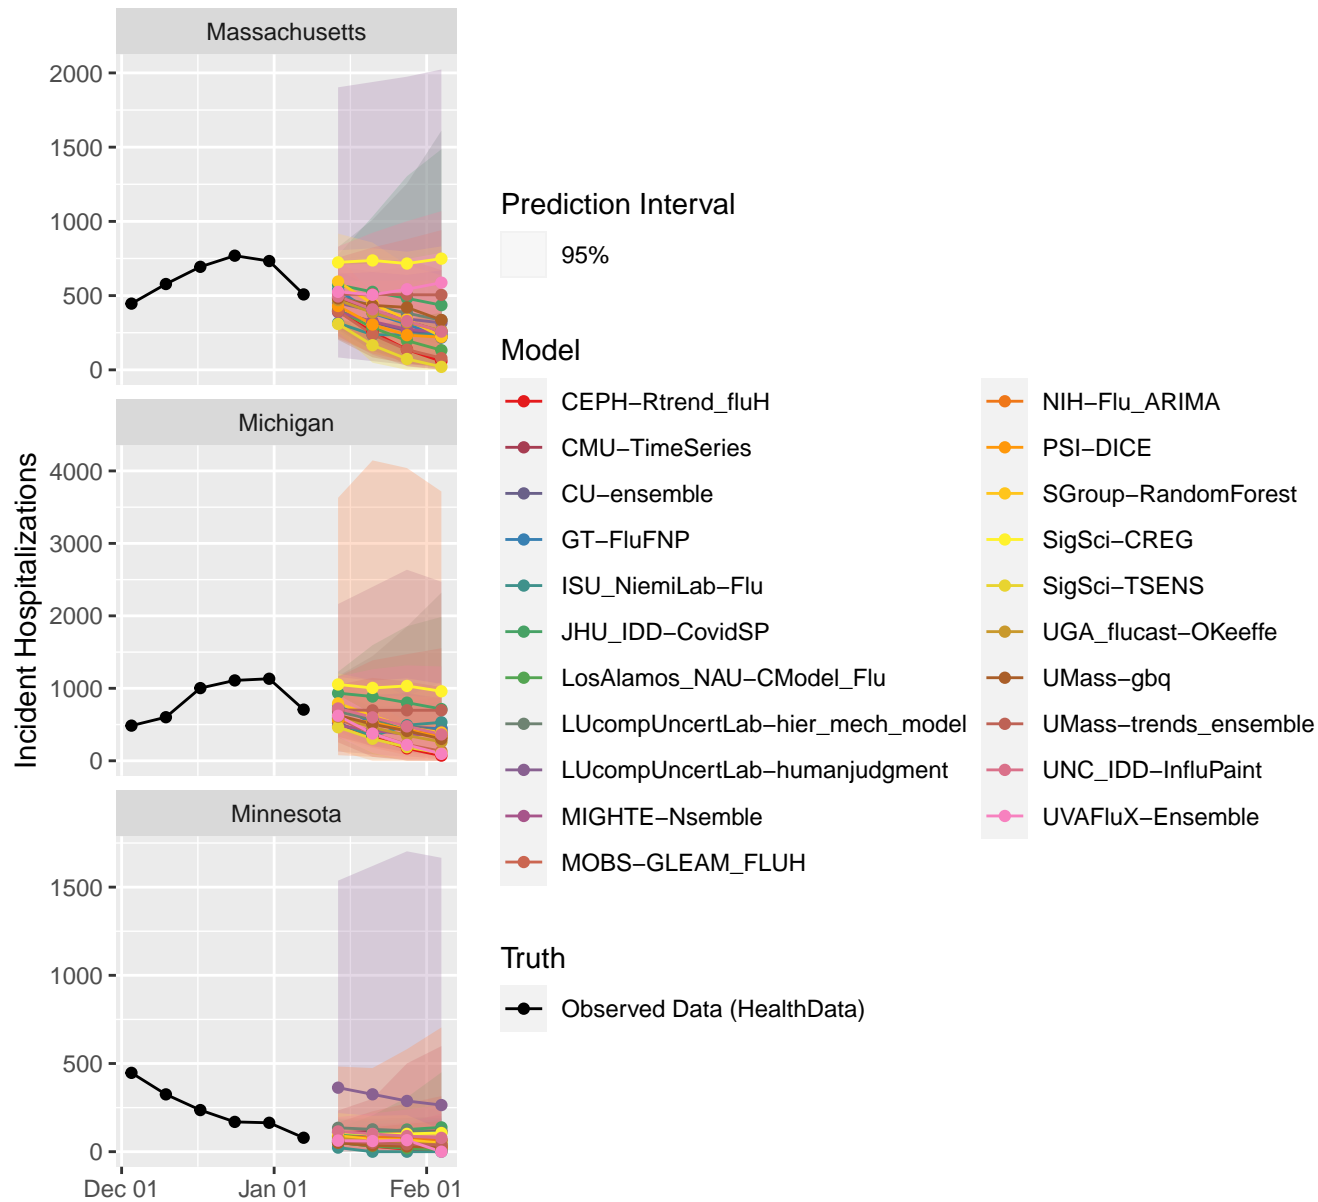 Massachusetts
2000
1500
1000
500
0
Michigan
4000
3000
2000
1000
0
Minnesota
1500
1000
500
0
Dec 01 Jan 01 Feb 01
Incident Hospitalizations
Prediction Interval
95%
Model
CEPH−Rtrend_fluH
CMU−TimeSeries
CU−ensemble
GT−FluFNP
ISU_NiemiLab−Flu
JHU_IDD−CovidSP
LosAlamos_NAU−CModel_Flu
LUcompUncertLab−hier_mech_model
LUcompUncertLab−humanjudgment
MIGHTE−Nsemble
MOBS−GLEAM_FLUH
NIH−Flu_ARIMA
PSI−DICE
SGroup−RandomForest
SigSci−CREG
SigSci−TSENS
UGA_flucast−OKeeffe
UMass−gbq
UMass−trends_ensemble
UNC_IDD−InfluPaint
UVAFluX−Ensemble
Truth
Observed Data (HealthData)